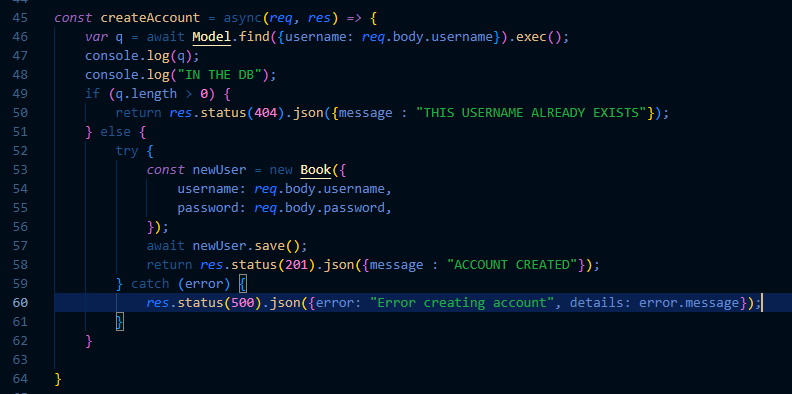 44
45 const createAccount = async(req, res) => {
46 var q = await Model.find({username: req.body.username}).exec();
47 console.log(q);
48 console.log("IN THE DB");
49 if (q.length > 0) {
50 return res.status(404).json({message : "THIS USERNAME ALREADY EXISTS"});
51 } else {
52 try {
53 const newUser = new Book({
54 username: req.body.username,
55 password: req.body.password,
56 });
57 await newUser.save();
58 return res.status(201).json({message : "ACCOUNT CREATED"});
59 } catch (error) {
60 res.status(500).json({error: "Error creating account", details: error.message});
61 }
62 }
63
64 }